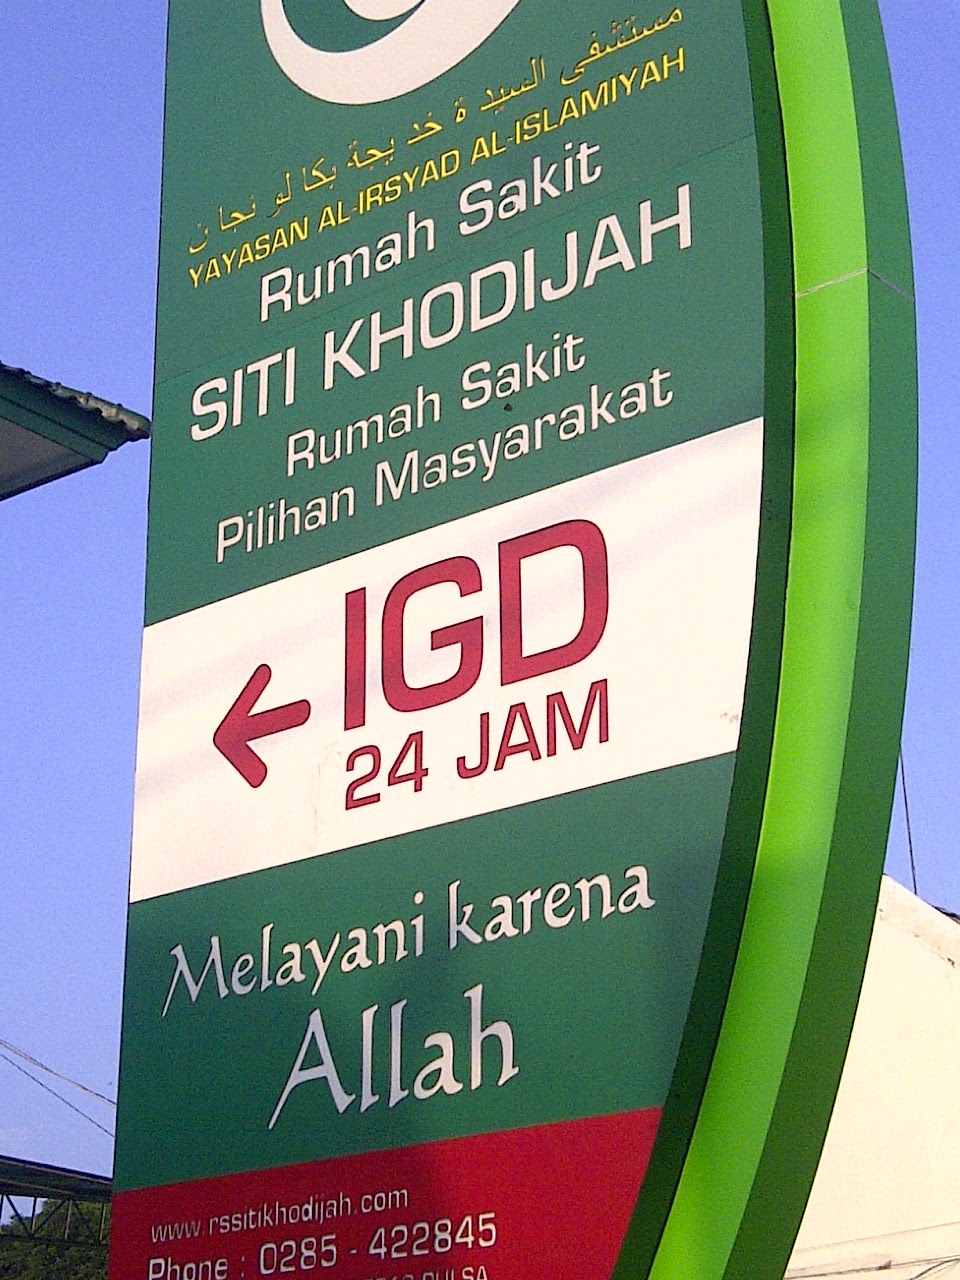 مستشفى السيدة خديجة بكالونجان
YAYASAN AL-IRSYAD AL-ISLAMIYAH
Rumah Sakit
SITI KHODIJAH
Rumah Sakit
Pilihan Masyarakat
IGD
24 JAM
Melayani karena
Allah
www.rssitikhodijah.com
Phone : 0285 - 422845